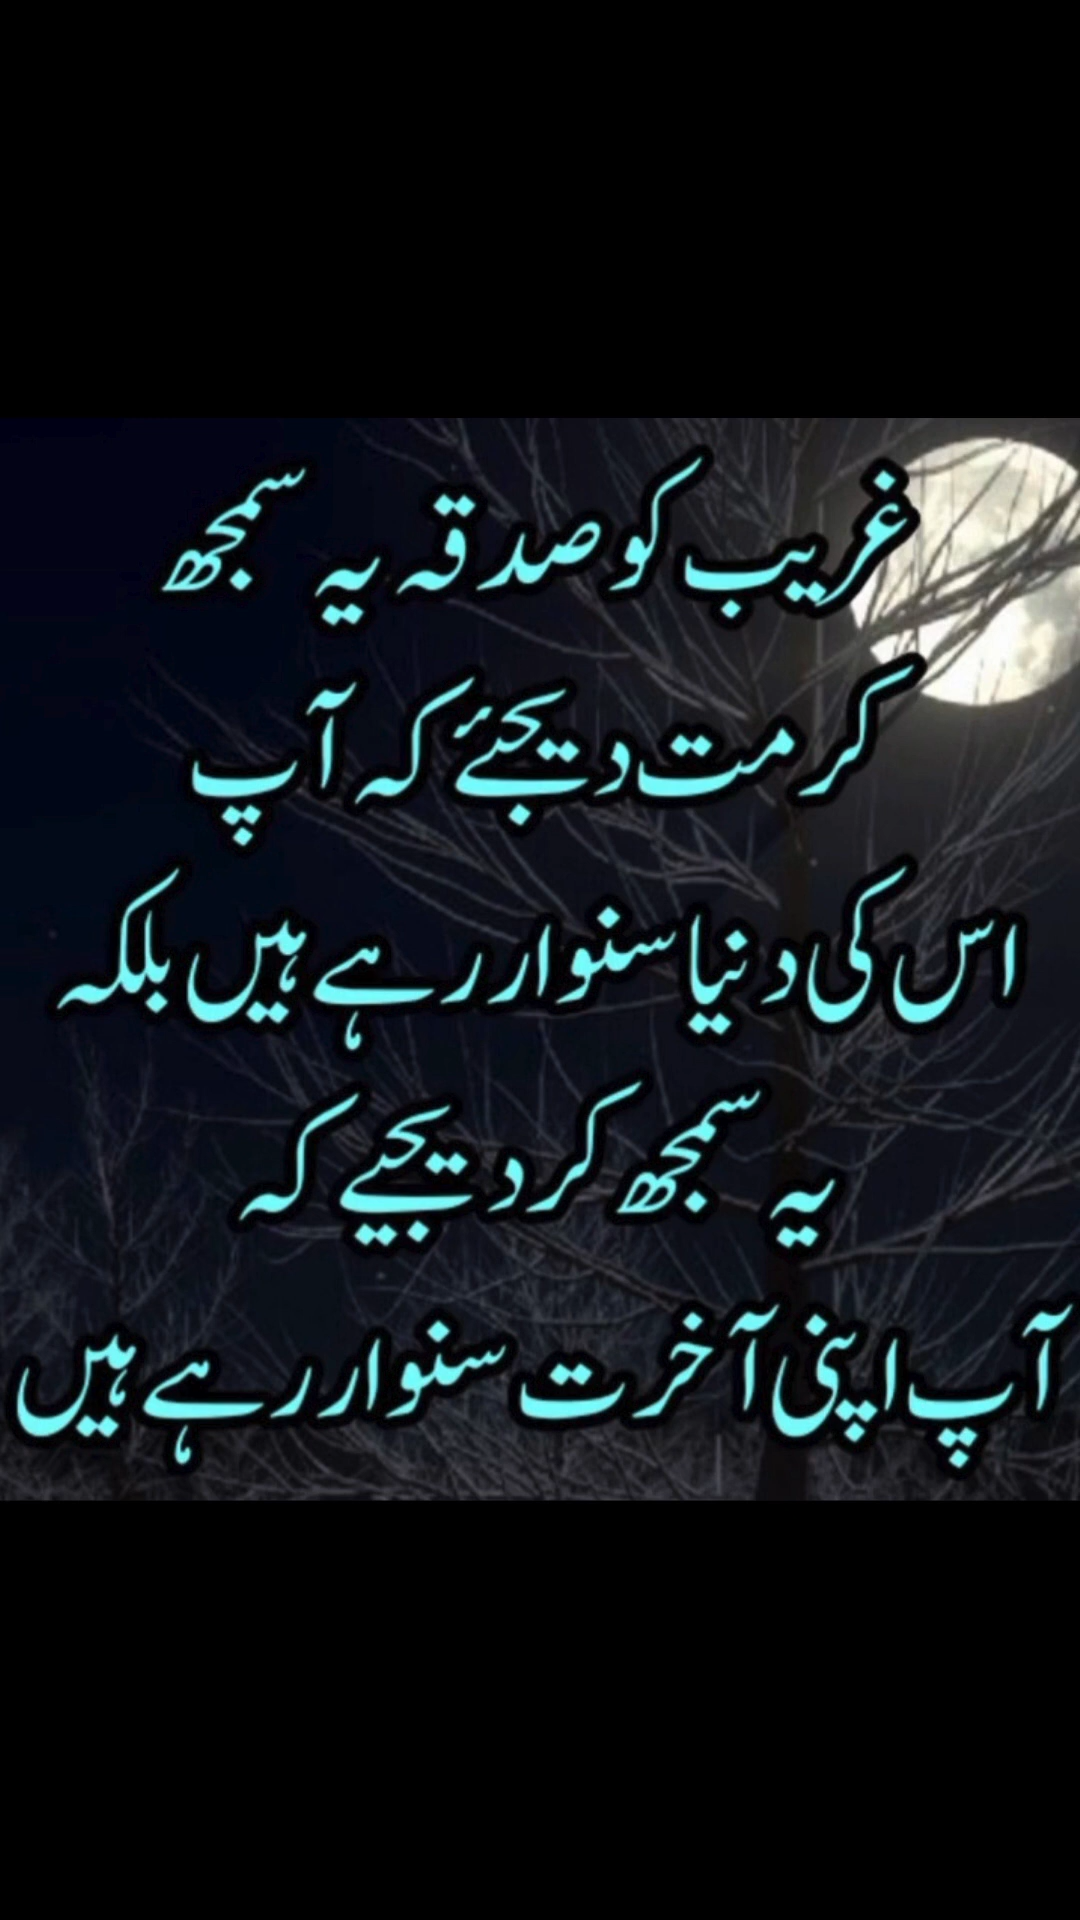 غریب کو صدقہ یہ سمجھ
کر مت دیجئے کہ آپ
اس کی دنیا سنوار رہے ہیں بلکہ
یہ سمجھ کر دیجیے کہ
آپ اپنی آخرت سنوار رہے ہیں